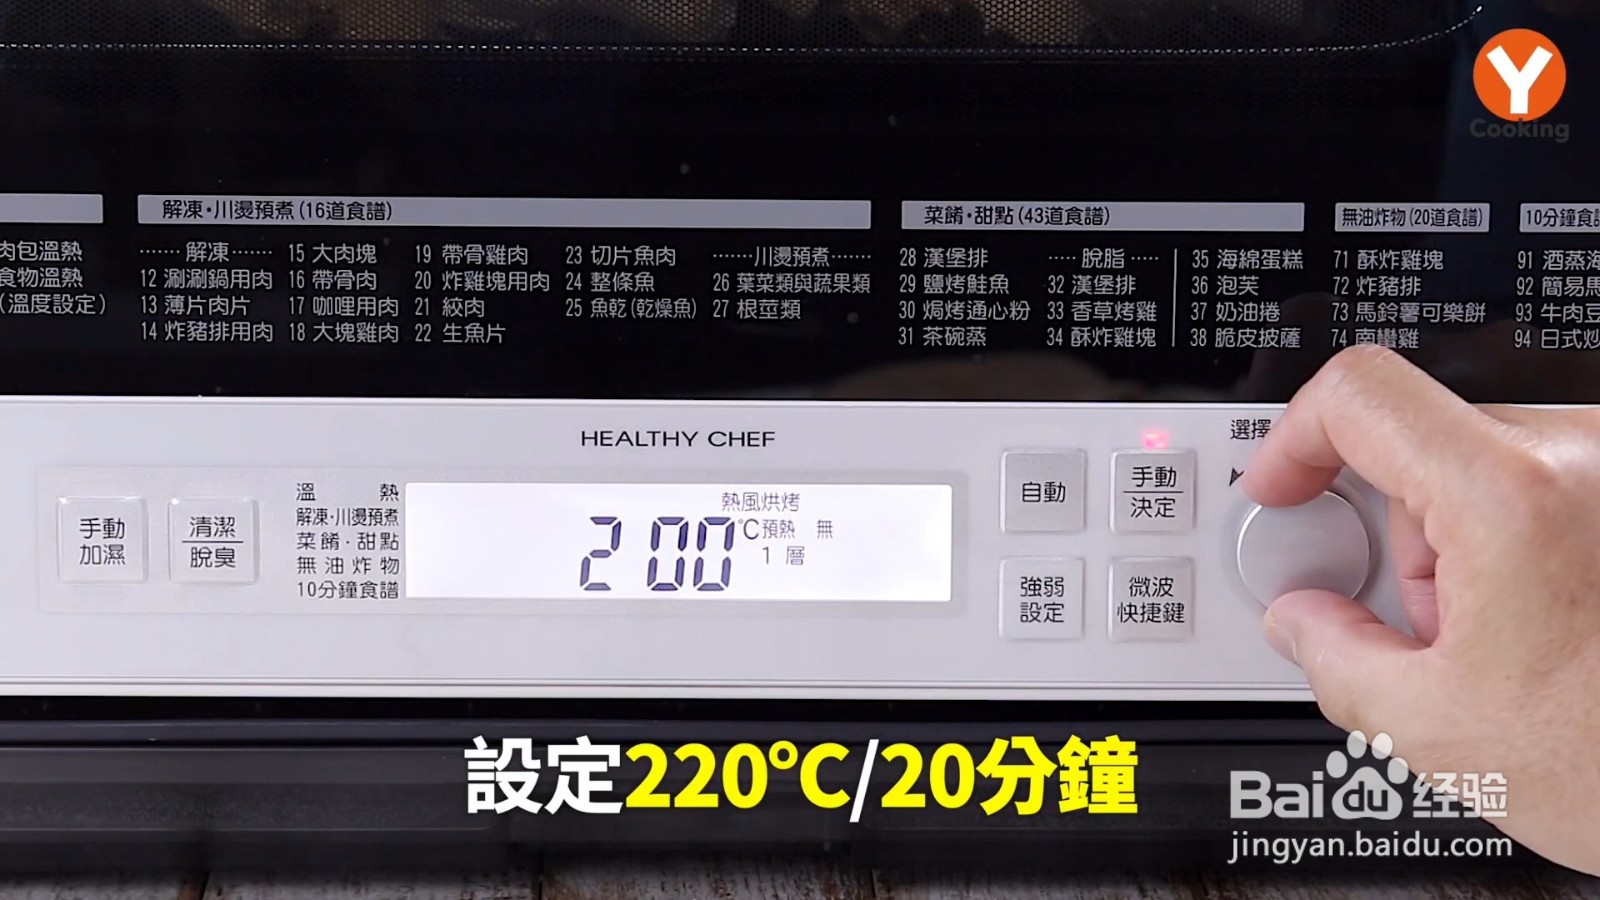 Y
Cooking
解凍·川燙預煮(16道食譜)
菜餚·甜點(43道食譜)
無油炸物(20道食譜)
10分鐘食
肉包溫熱
食物溫熱
(溫度設定)
解凍
12 涮涮鍋用肉
13 薄片肉片
14 炸豬排用肉
15 大肉塊
16 帶骨肉
17 咖哩用肉
18 大塊雞肉
19 帶骨雞肉
20 炸雞塊用肉
21 絞肉
22 生魚片
23 切片魚肉
24 整條魚
25 魚乾(乾燥魚)
川燙預煮
26 葉菜類與蔬果類
27 根莖類
28 漢堡排
29 鹽烤鮭魚
30 焗烤通心粉
31 茶碗蒸
脫脂
32 漢堡排
33 香草烤雞
34 酥炸雞塊
35 海綿蛋糕
36 泡芙
37 奶油捲
38 脆皮披薩
71 酥炸雞塊
72 炸豬排
73 馬鈴薯可樂餅
74 南蠻雞
91 酒蒸
92 簡易
93 牛肉
94 日式
HEALTHY CHEF
手動
加濕
清潔
脫臭
溫熱
解凍·川燙預煮
菜餚·甜點
無油炸物
10分鐘食譜
熱風烘烤
200℃預熱 無
1 層
自動
手動
決定
強弱
設定
微波
快捷鍵
選擇
設定220°C/20分鐘
Bai du 经验
jingyan.baidu.com